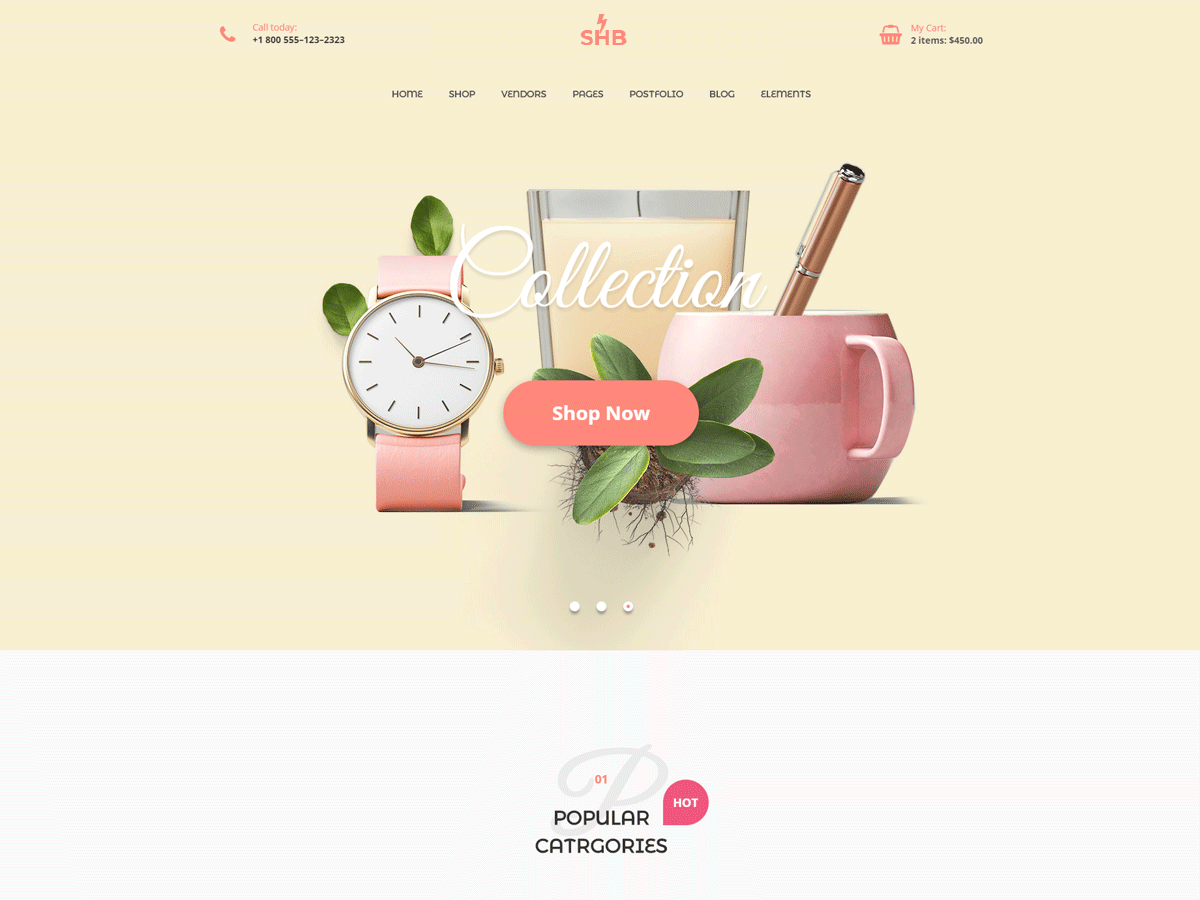 Call today:
+1 800 555-123-2323
SHB
My Cart:
2 items: $450.00
HOME SHOP VENDORS PAGES POSTFOLIO BLOG ELEMENTS
Collection
Shop Now
P
01
HOT
POPULAR
CATRGORIES